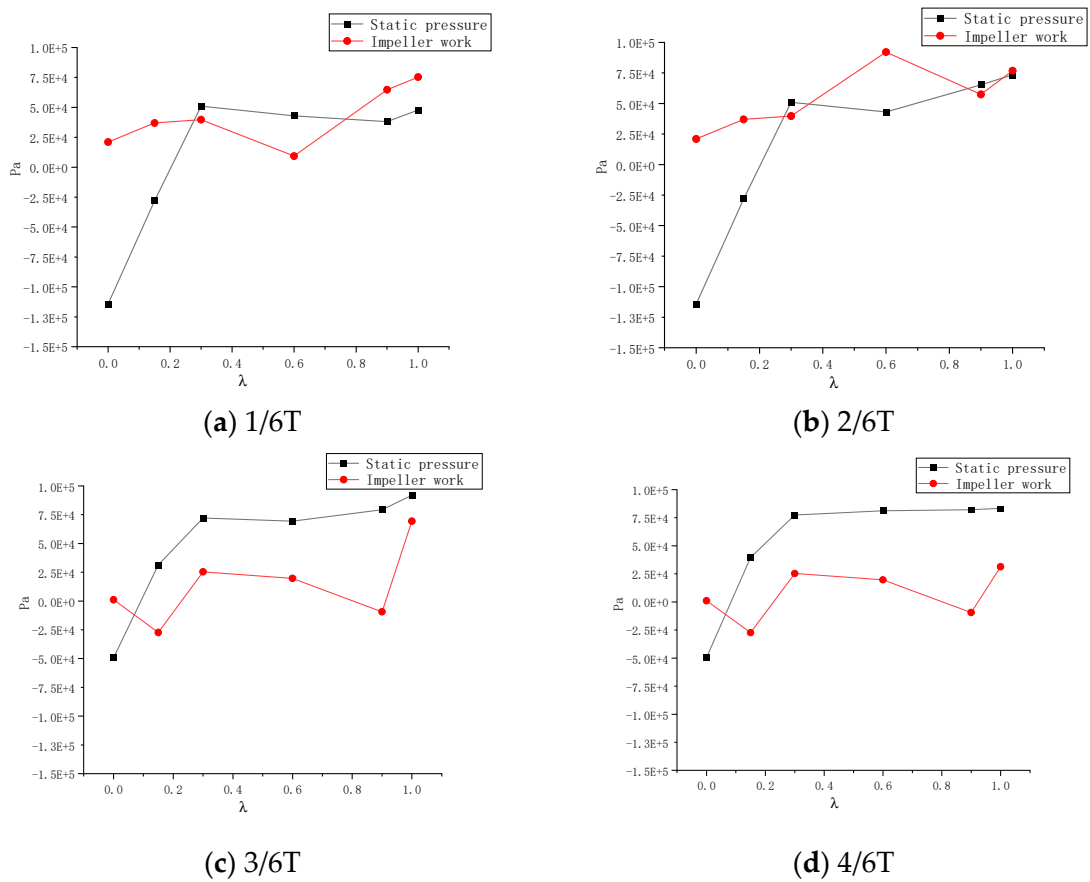 Static pressure
Impeller work
1.0E+5
7.5E+4
5.0E+4
2.5E+4
0.0E+0
−2.5E+4
−5.0E+4
−7.5E+4
−1.0E+5
−1.3E+5
−1.5E+5
Pa
0.0 0.2 0.4 0.6 0.8 1.0
λ
(a) 1/6T
Static pressure
Impeller work
1.0E+5
7.5E+4
5.0E+4
2.5E+4
0.0E+0
−2.5E+4
−5.0E+4
−7.5E+4
−1.0E+5
−1.3E+5
−1.5E+5
Pa
0.0 0.2 0.4 0.6 0.8 1.0
λ
(b) 2/6T
Static pressure
Impeller work
1.0E+5
7.5E+4
5.0E+4
2.5E+4
0.0E+0
−2.5E+4
−5.0E+4
−7.5E+4
−1.0E+5
−1.3E+5
−1.5E+5
Pa
0.0 0.2 0.4 0.6 0.8 1.0
λ
(c) 3/6T
Static pressure
Impeller work
1.0E+5
7.5E+4
5.0E+4
2.5E+4
0.0E+0
−2.5E+4
−5.0E+4
−7.5E+4
−1.0E+5
−1.3E+5
−1.5E+5
Pa
0.0 0.2 0.4 0.6 0.8 1.0
λ
(d) 4/6T